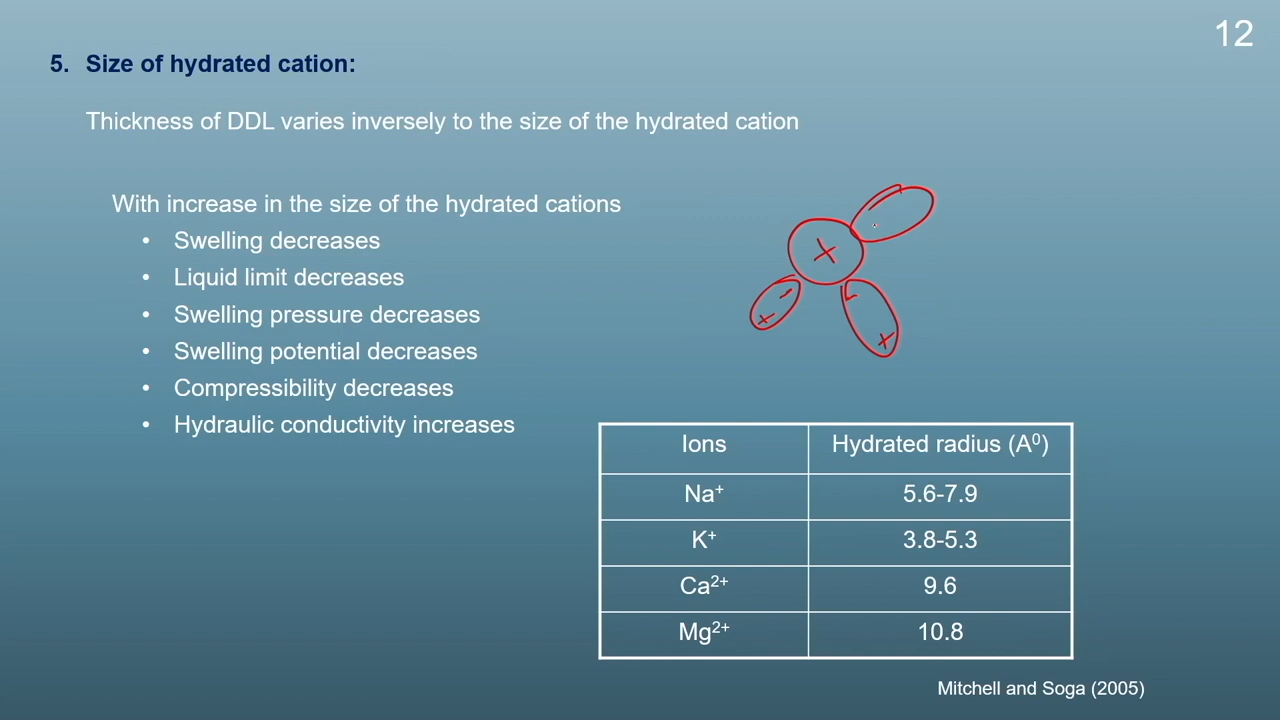 12
5. Size of hydrated cation:
Thickness of DDL varies inversely to the size of the hydrated cation
With increase in the size of the hydrated cations
• Swelling decreases
• Liquid limit decreases
• Swelling pressure decreases
• Swelling potential decreases
• Compressibility decreases
• Hydraulic conductivity increases
+
- +
- +
Ions Hydrated radius (A⁰)
Na⁺ 5.6-7.9
K⁺ 3.8-5.3
Ca²⁺ 9.6
Mg²⁺ 10.8
Mitchell and Soga (2005)